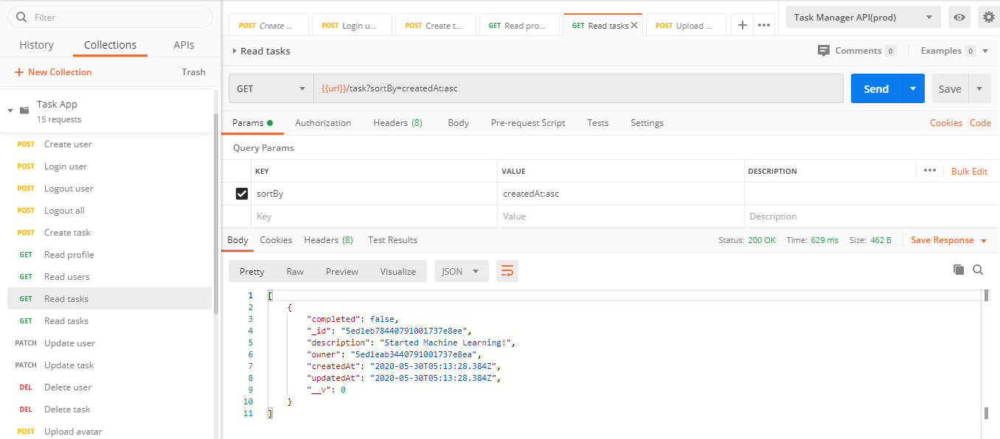 Filter
History Collections APIs
+ New Collection Trash
Task App
15 requests
POST Create user
POST Login user
POST Logout user
POST Logout all
POST Create task
GET Read profile
GET Read users
GET Read tasks
GET Read tasks
PATCH Update user
PATCH Update task
DEL Delete user
DEL Delete task
POST Upload avatar
POST Create ... POST Login u... POST Create t... GET Read pro... GET Read tasks POST Upload ... Task Manager API(prod)
Read tasks Comments 0 Examples 0
GET {{url}}/task?sortBy=createdAt:asc Send Save
Params Authorization Headers (8) Body Pre-request Script Tests Settings Cookies Code
Query Params
KEY VALUE DESCRIPTION ••• Bulk Edit
sortBy createdAt:asc
Key Value Description
Body Cookies Headers (8) Test Results Status: 200 OK Time: 629 ms Size: 462 B Save Response
Pretty Raw Preview Visualize JSON
1 [
2 {
3 "completed": false,
4 "_id": "5ed1eb78440791001737e8ee",
5 "description": "Started Machine Learning!",
6 "owner": "5ed1eab3440791001737e8ea",
7 "createdAt": "2020-05-30T05:13:28.384Z",
8 "updatedAt": "2020-05-30T05:13:28.384Z",
9 "__v": 0
10 }
11 ]